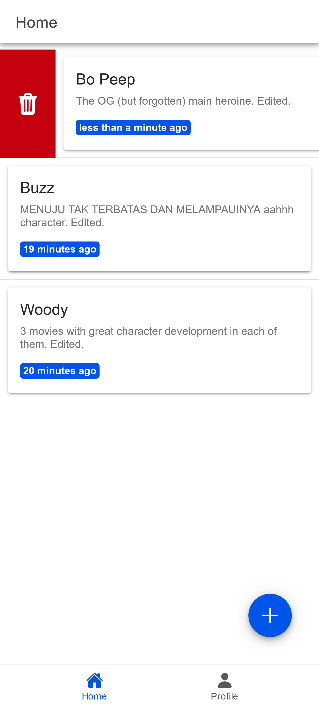 Home
Bo Peep
The OG (but forgotten) main heroine. Edited.
less than a minute ago
Buzz
MENUJU TAK TERBATAS DAN MELAMPAUINYA aahhh
character. Edited.
19 minutes ago
Woody
3 movies with great character development in each of
them. Edited.
20 minutes ago
Home
Profile